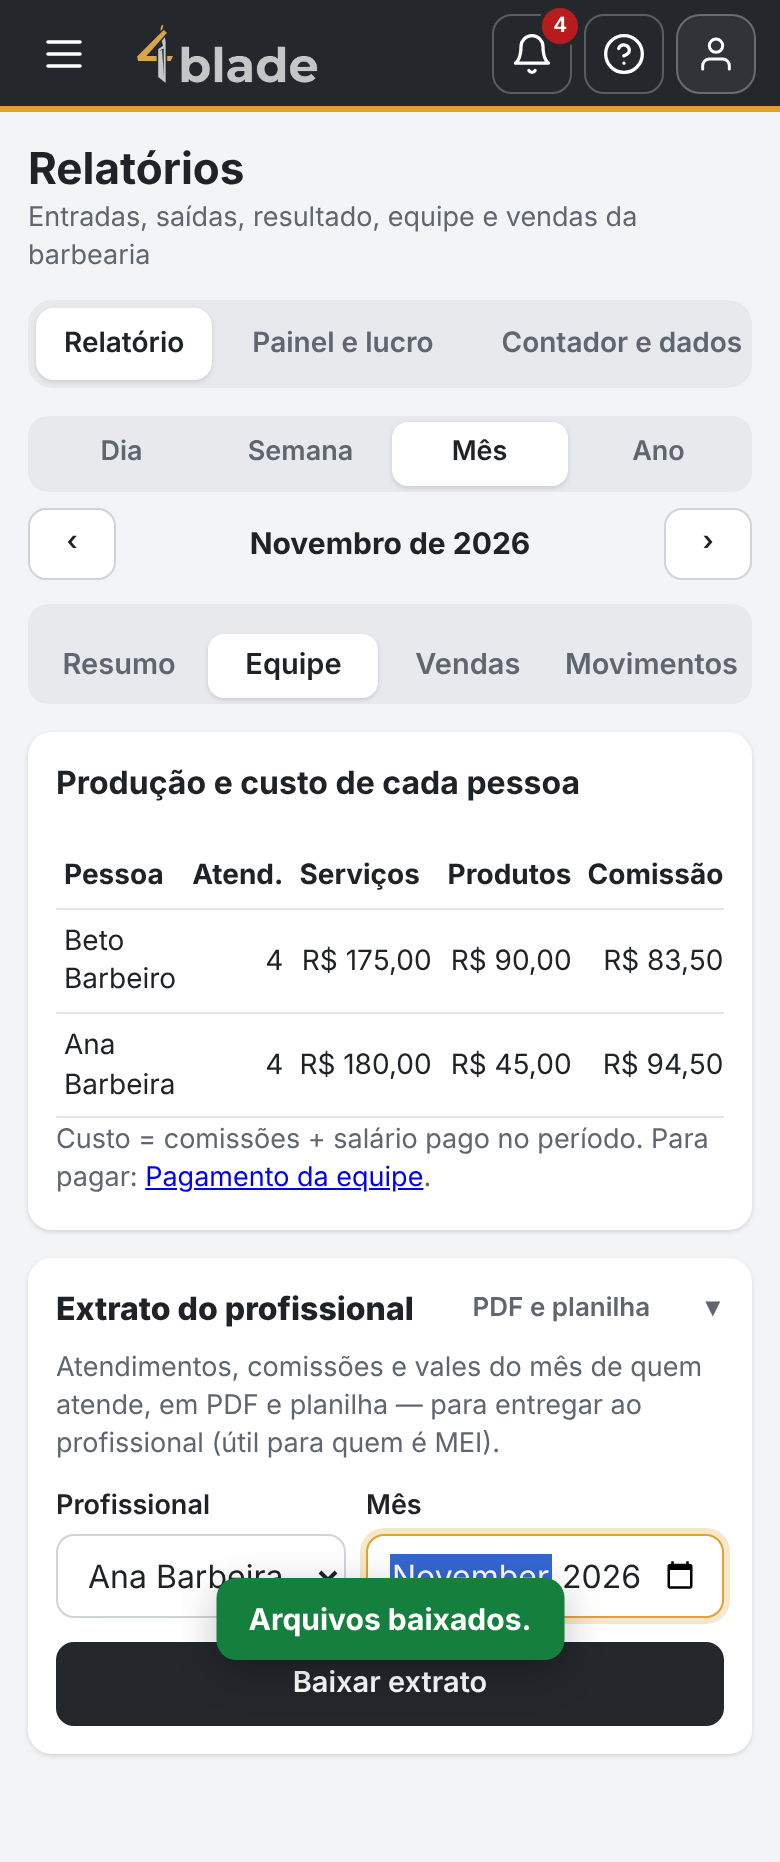 4blade
4
Relatórios
Entradas, saídas, resultado, equipe e vendas da
barbearia
Relatório Painel e lucro Contador e dados
Dia Semana Mês Ano
‹ Novembro de 2026 ›
Resumo Equipe Vendas Movimentos
Produção e custo de cada pessoa
Pessoa Atend. Serviços Produtos Comissão
Beto
Barbeiro 4 R$ 175,00 R$ 90,00 R$ 83,50
Ana
Barbeira 4 R$ 180,00 R$ 45,00 R$ 94,50
Custo = comissões + salário pago no período. Para
pagar: Pagamento da equipe.
Extrato do profissional PDF e planilha ▼
Atendimentos, comissões e vales do mês de quem
atende, em PDF e planilha — para entregar ao
profissional (útil para quem é MEI).
Profissional Mês
Ana Barbeira November 2026
Arquivos baixados.
Baixar extrato